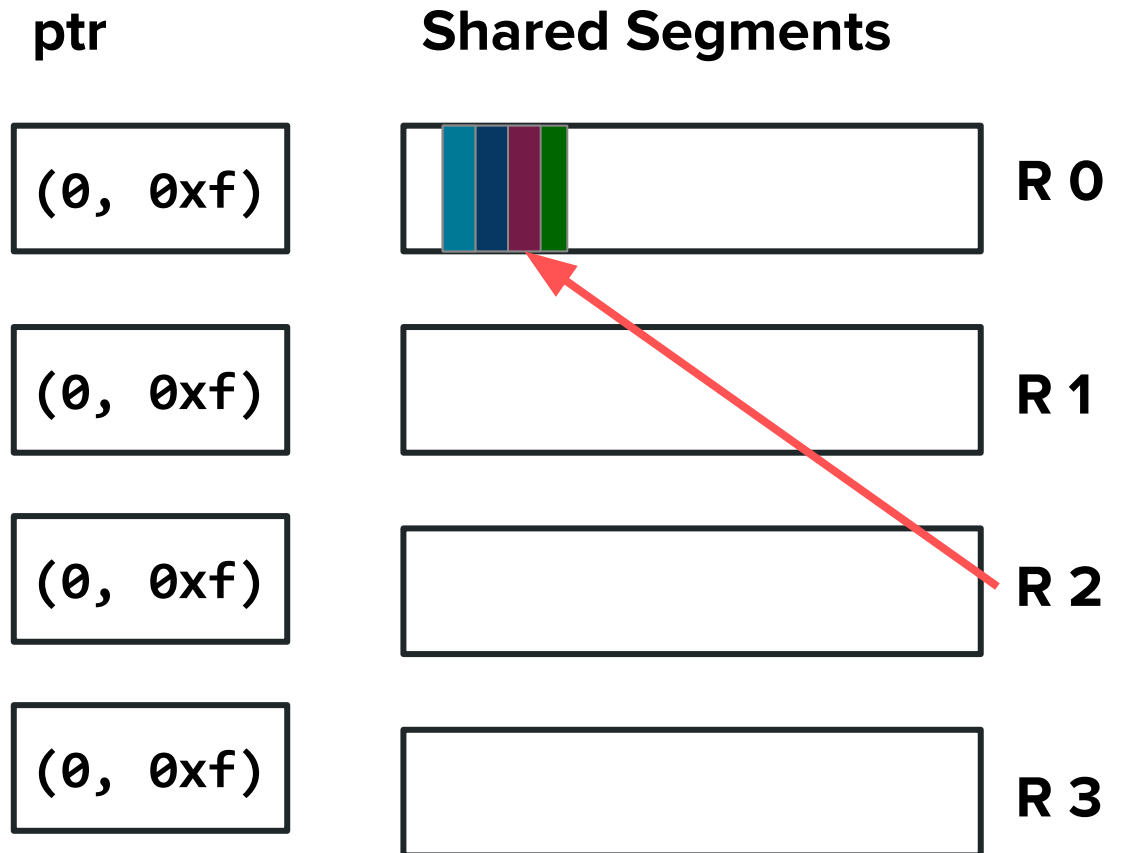 ptr Shared Segments
(0, 0xf) R 0
(0, 0xf) R 1
(0, 0xf) R 2
(0, 0xf) R 3